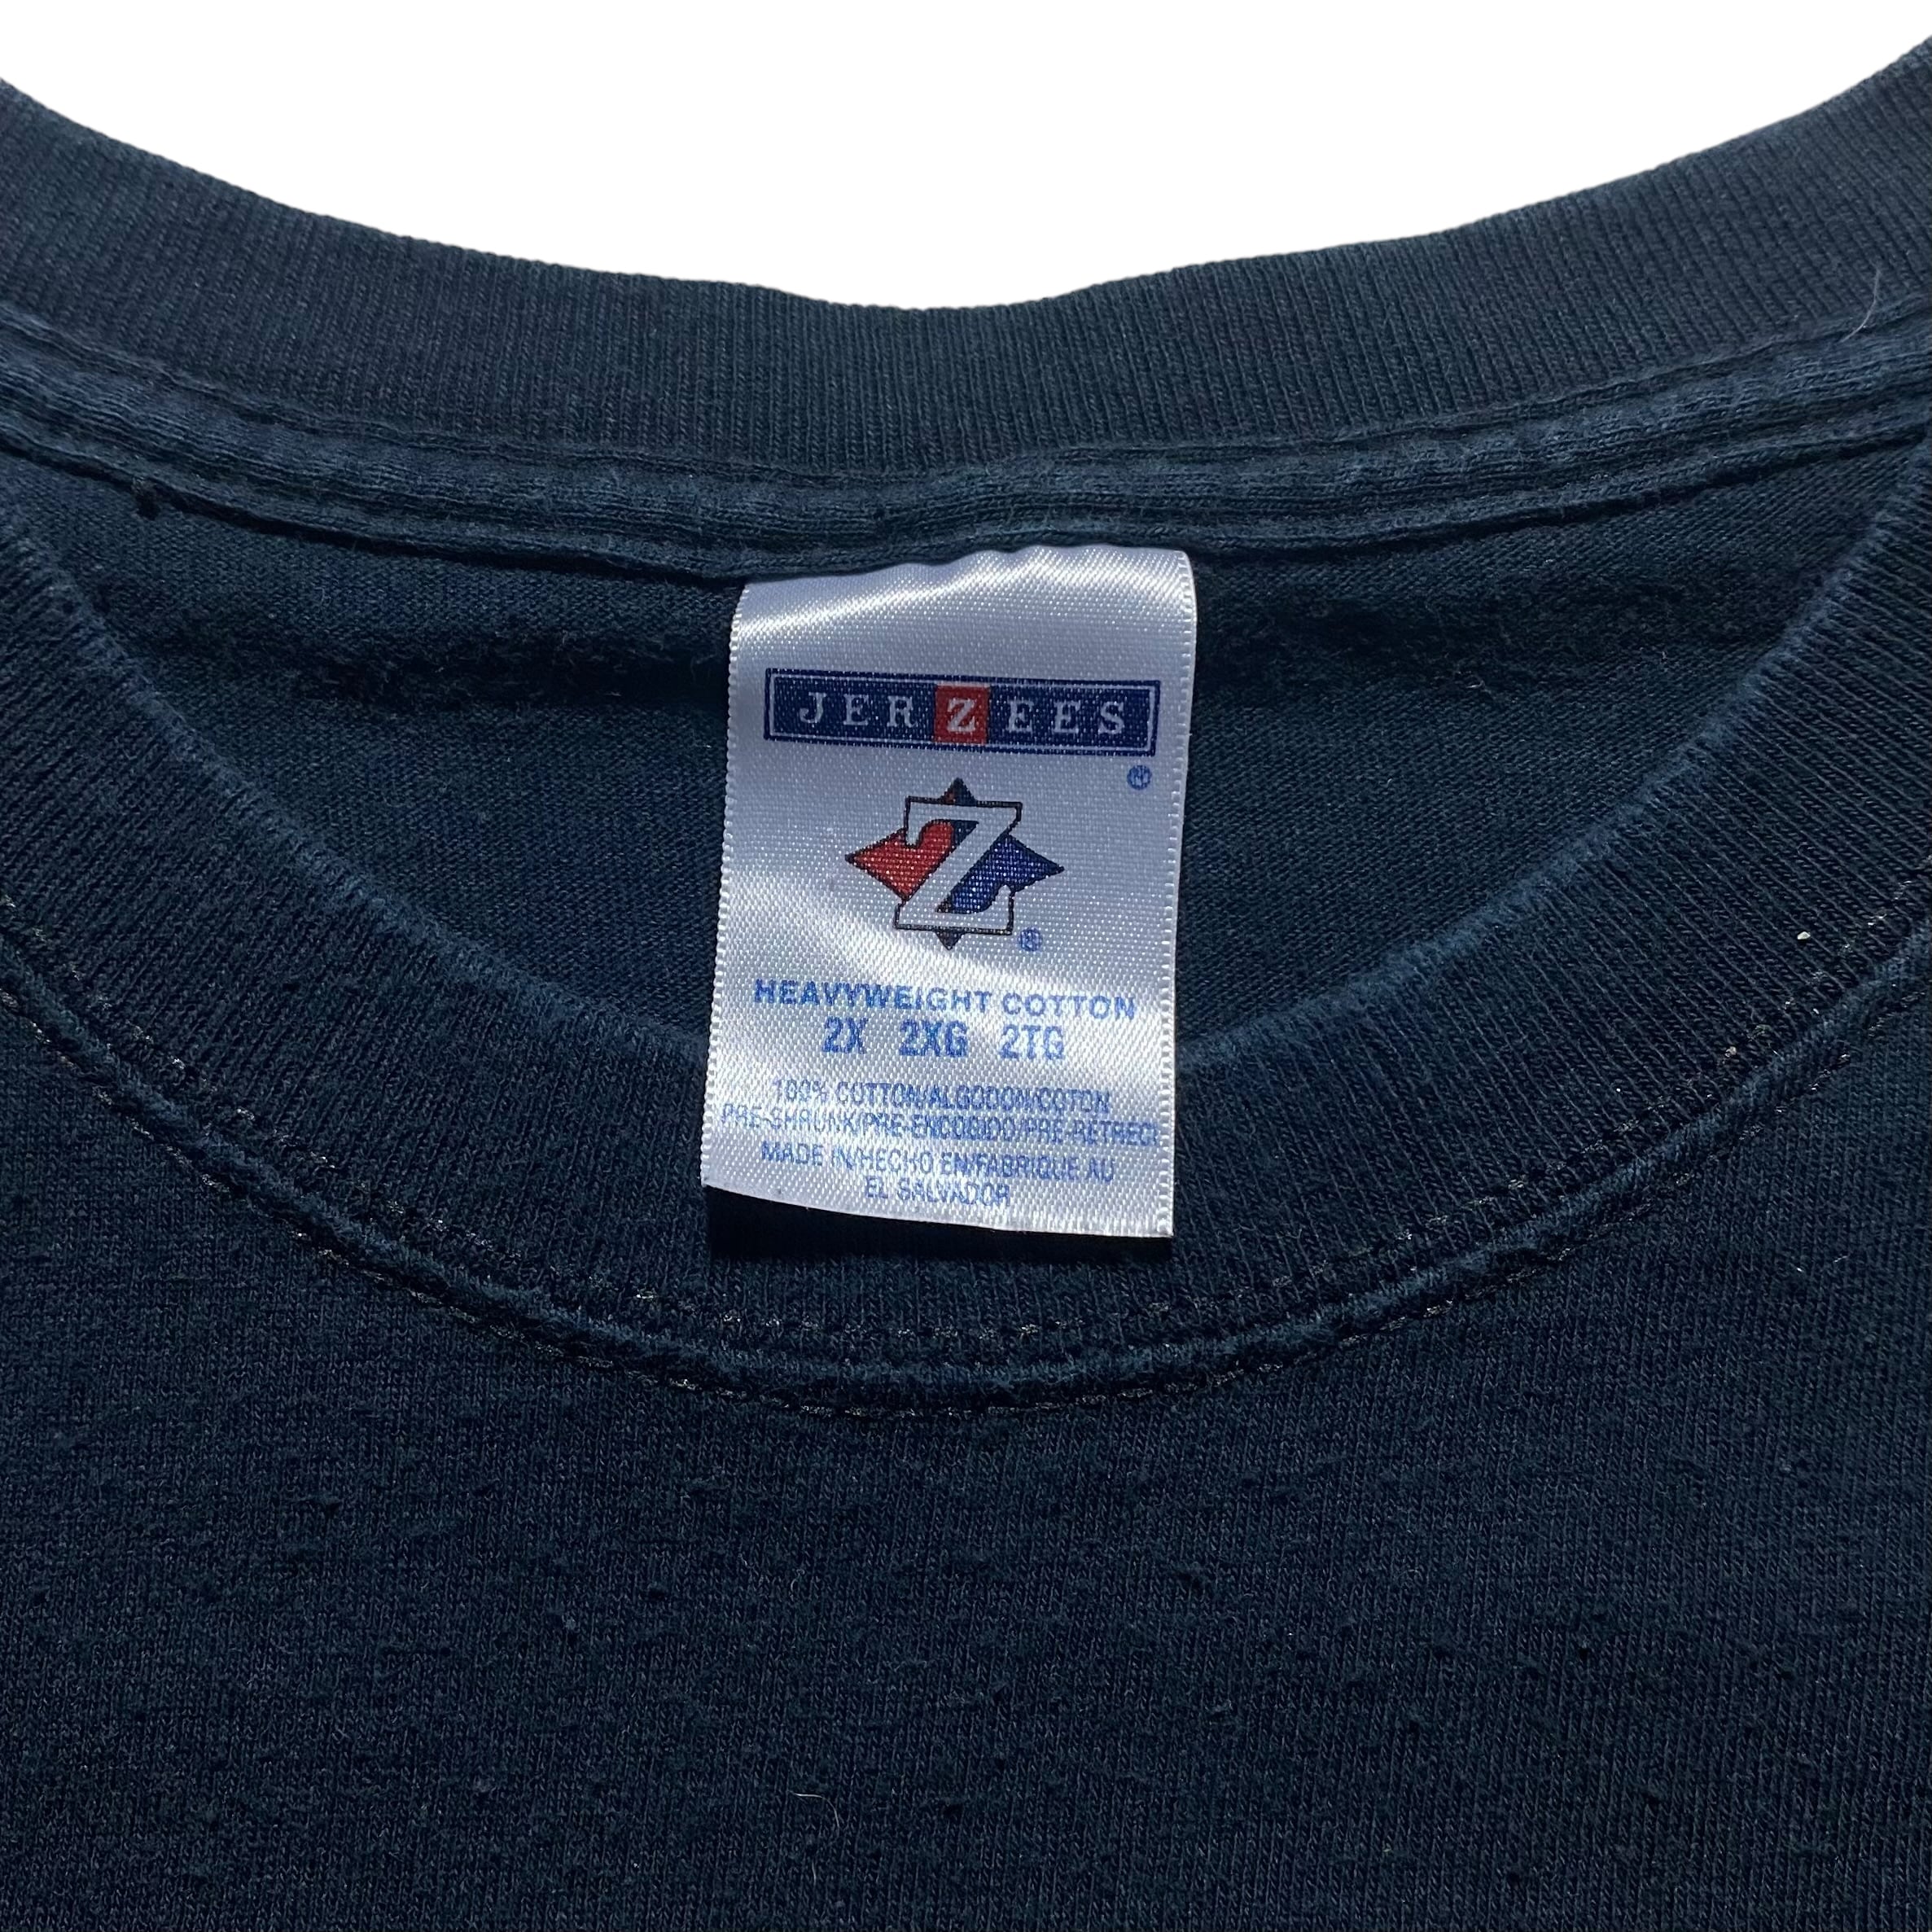 JERZEES
®
Z
®
HEAVYWEIGHT COTTON
2X 2XG 2TG
100% COTTON/ALGODON/COTON
PRE-SHRUNK/PRE-ENCOGIDO/PRE-RETRECI
MADE IN/HECHO EN/FABRIQUE AU
EL SALVADOR